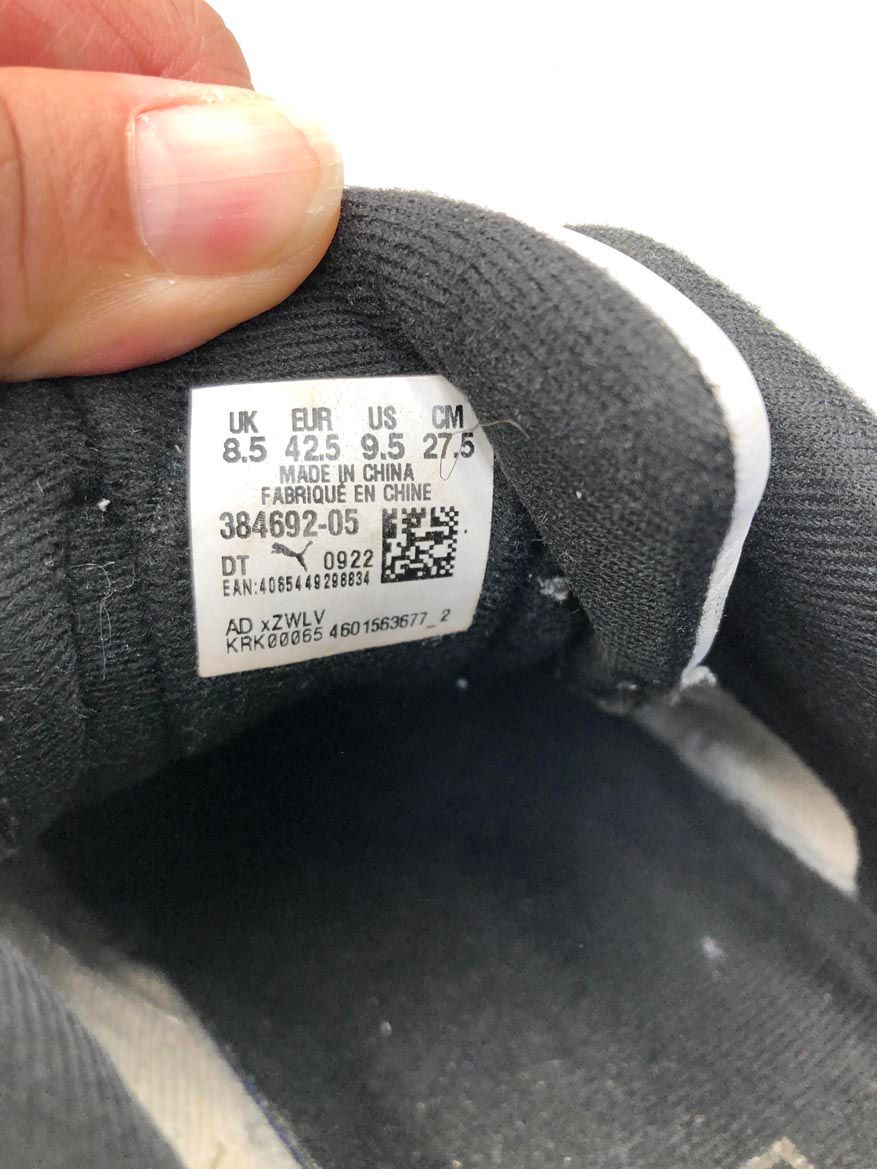 UK EUR US CM
8.5 42.5 9.5 27.5
MADE IN CHINA
FABRIQUE EN CHINE
384692-05
DT 0922
EAN:4065449298834
AD xZWLV
KRK00065 4601563677_2